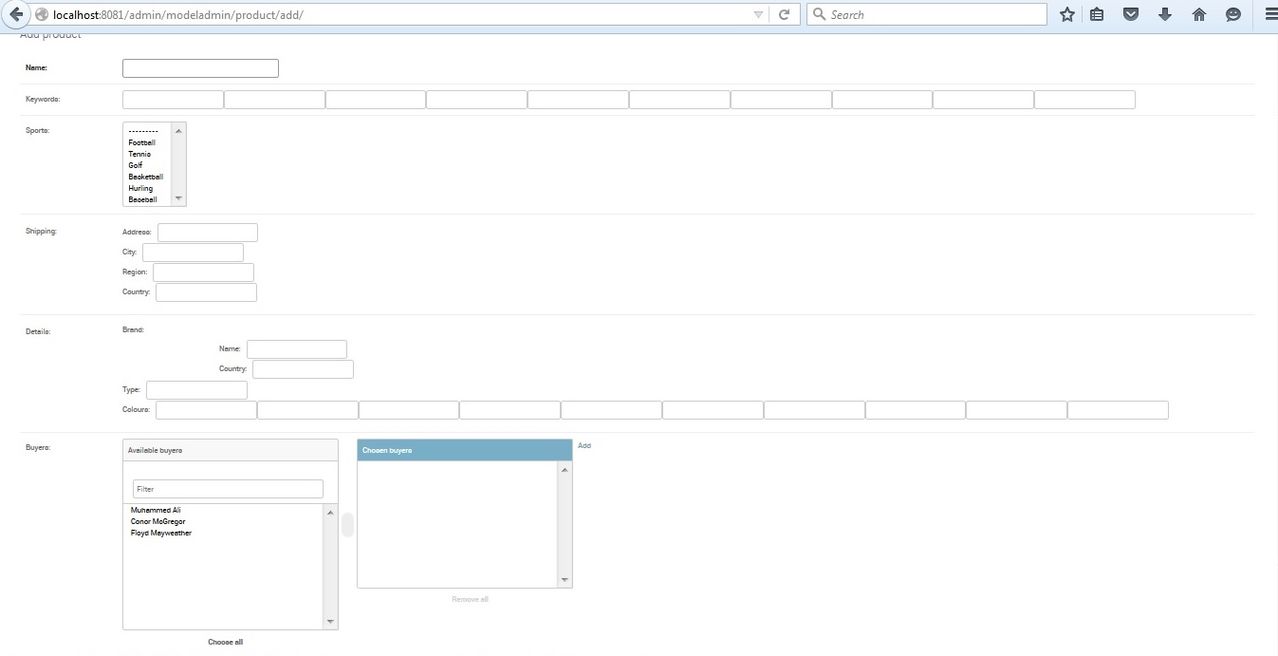 localhost:8081/admin/modeladmin/product/add/
Search
Add product
Name:
Keywords:
Sports:
---------
Football
Tennis
Golf
Basketball
Hurling
Baseball
Shipping:
Address:
City:
Region:
Country:
Details:
Brand:
Name:
Country:
Type:
Colours:
Buyers:
Available buyers
Chosen buyers
Add
Filter
Muhammed Ali
Conor McGregor
Floyd Mayweather
Remove all
Choose all